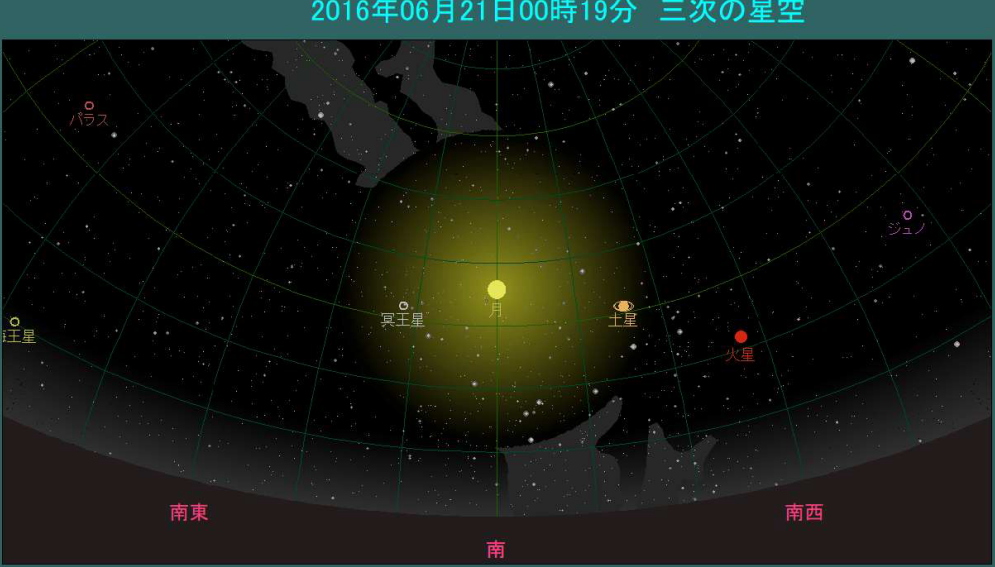 2016年06月21日00時19分 三次の星空
パラス
ジュノ
冥王星
月
土星
王星
火星
南東
南西
南